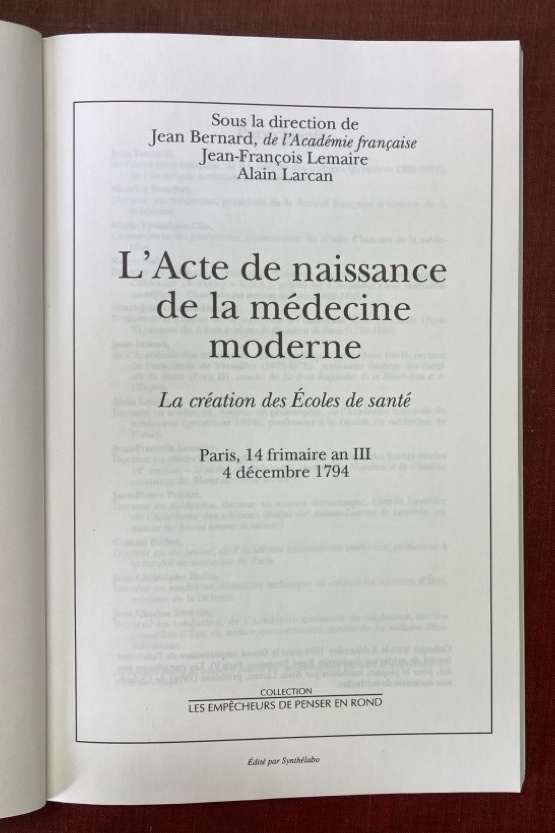 Sous la direction de
Jean Bernard, de l'Académie française
Jean-François Lemaire
Alain Larcan
L'Acte de naissance
de la médecine
moderne
La création des Écoles de santé
Paris, 14 frimaire an III
4 décembre 1794
COLLECTION
LES EMPÊCHEURS DE PENSER EN ROND
Édité par Synthélabo